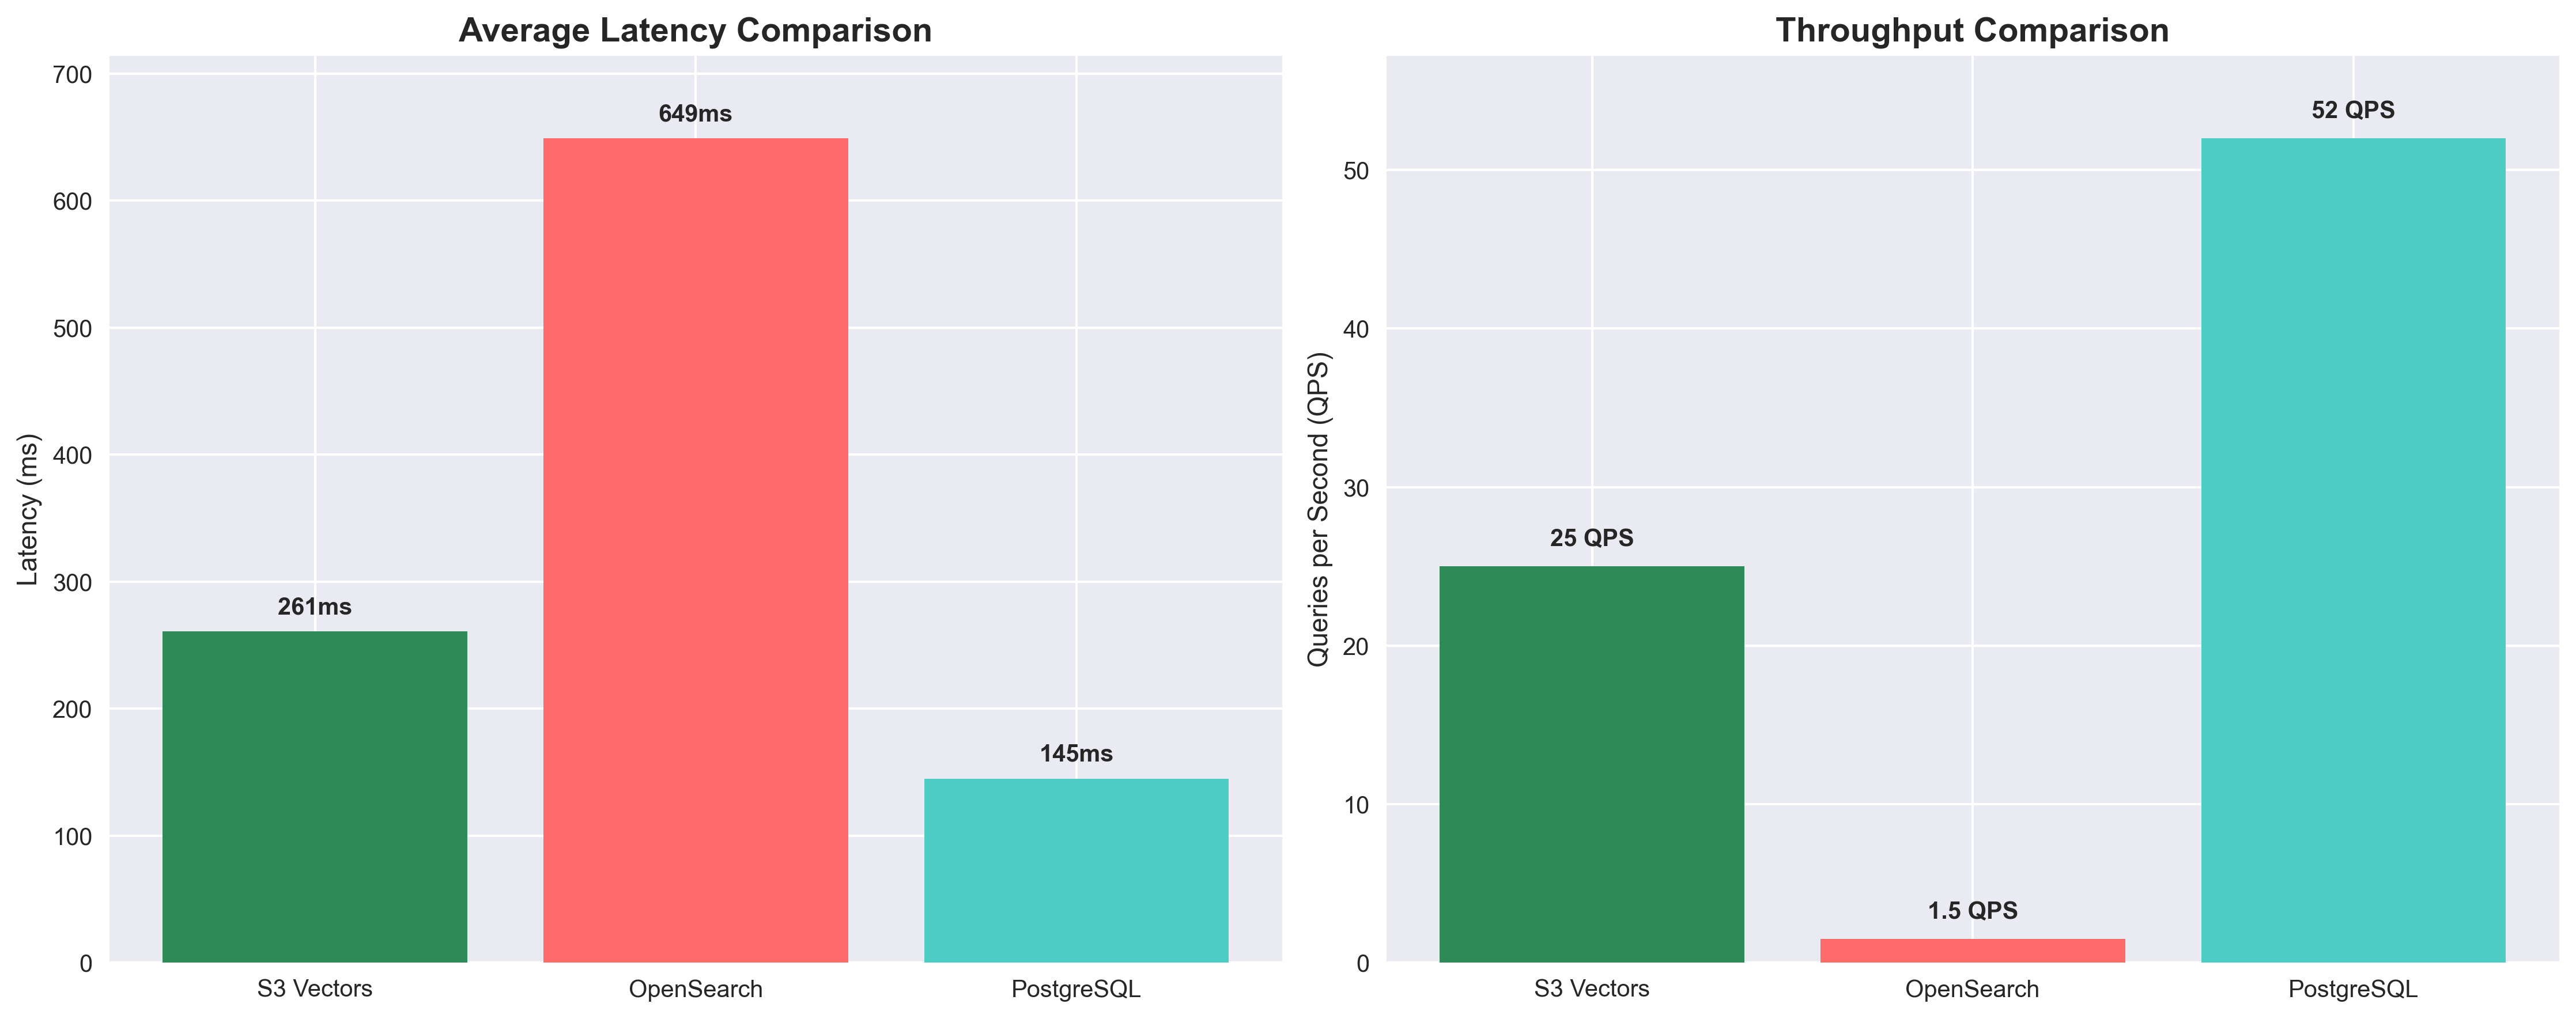 Average Latency Comparison
Latency (ms)
700
600
500
400
300
200
100
0
649ms
261ms
145ms
S3 Vectors
OpenSearch
PostgreSQL
Throughput Comparison
Queries per Second (QPS)
50
40
30
20
10
0
52 QPS
25 QPS
1.5 QPS
S3 Vectors
OpenSearch
PostgreSQL